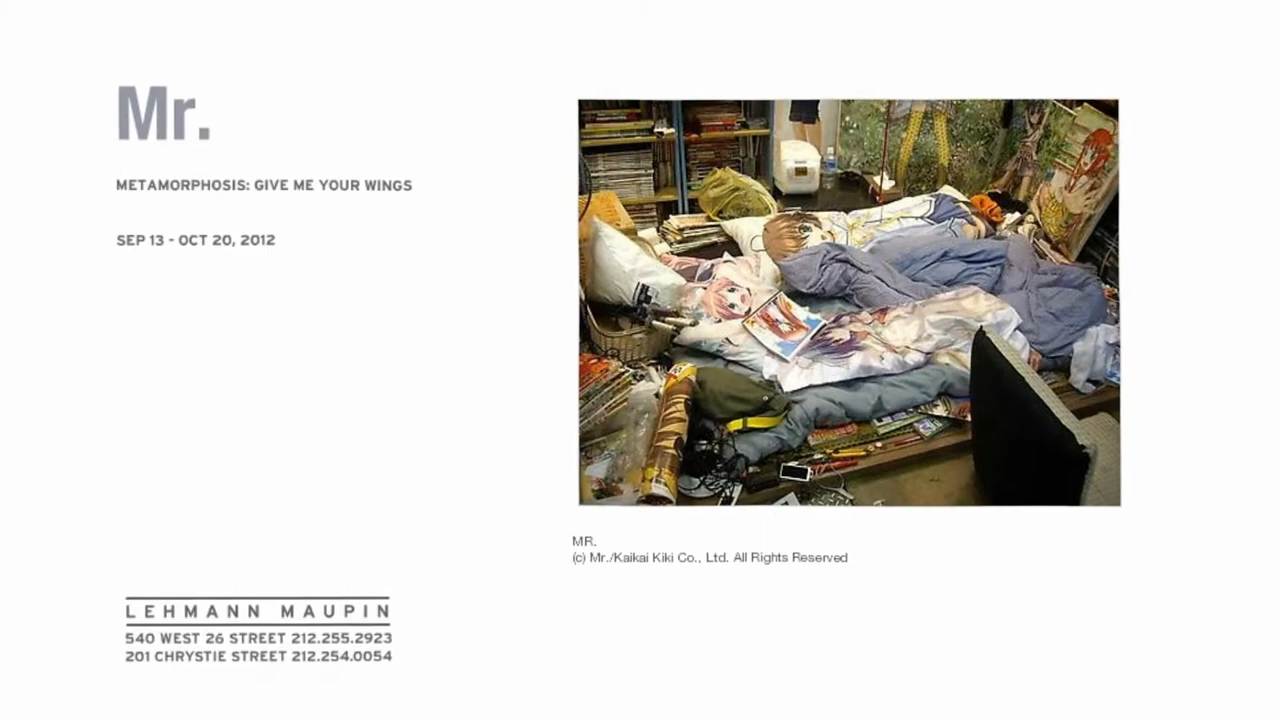 Mr.
METAMORPHOSIS: GIVE ME YOUR WINGS
SEP 13 - OCT 20, 2012
MR.
(c) Mr./Kaikai Kiki Co., Ltd. All Rights Reserved
LEHMANN MAUPIN
540 WEST 26 STREET 212.255.2923
201 CHRYSTIE STREET 212.254.0054